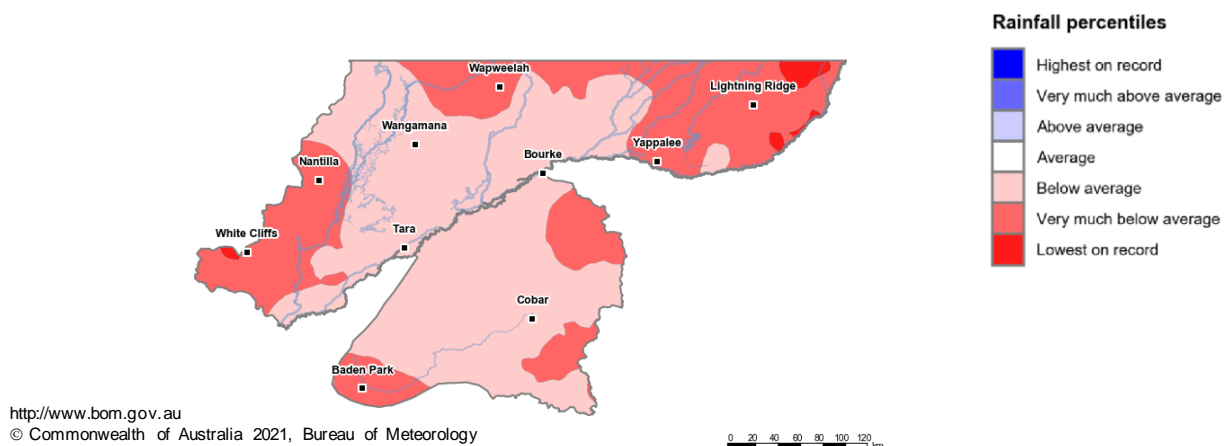 Rainfall percentiles
Highest on record
Very much above average
Above average
Average
Below average
Very much below average
Lowest on record
Wapweelah
Lightning Ridge
Wangamana
Yappalee
Bourke
Nantilla
White Cliffs
Tara
Cobar
Baden Park
http://www.bom.gov.au
© Commonwealth of Australia 2021, Bureau of Meteorology
0 20 40 60 80 100 120
km